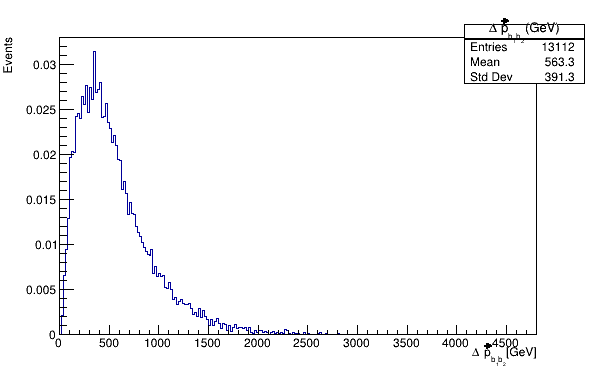 Δ p⃗ b₁b₂ (GeV)
Entries 13112
Mean 563.3
Std Dev 391.3
Events
0.03
0.025
0.02
0.015
0.01
0.005
0
0 500 1000 1500 2000 2500 3000 3500 4000 4500
Δ p⃗ b₁b₂ [GeV]